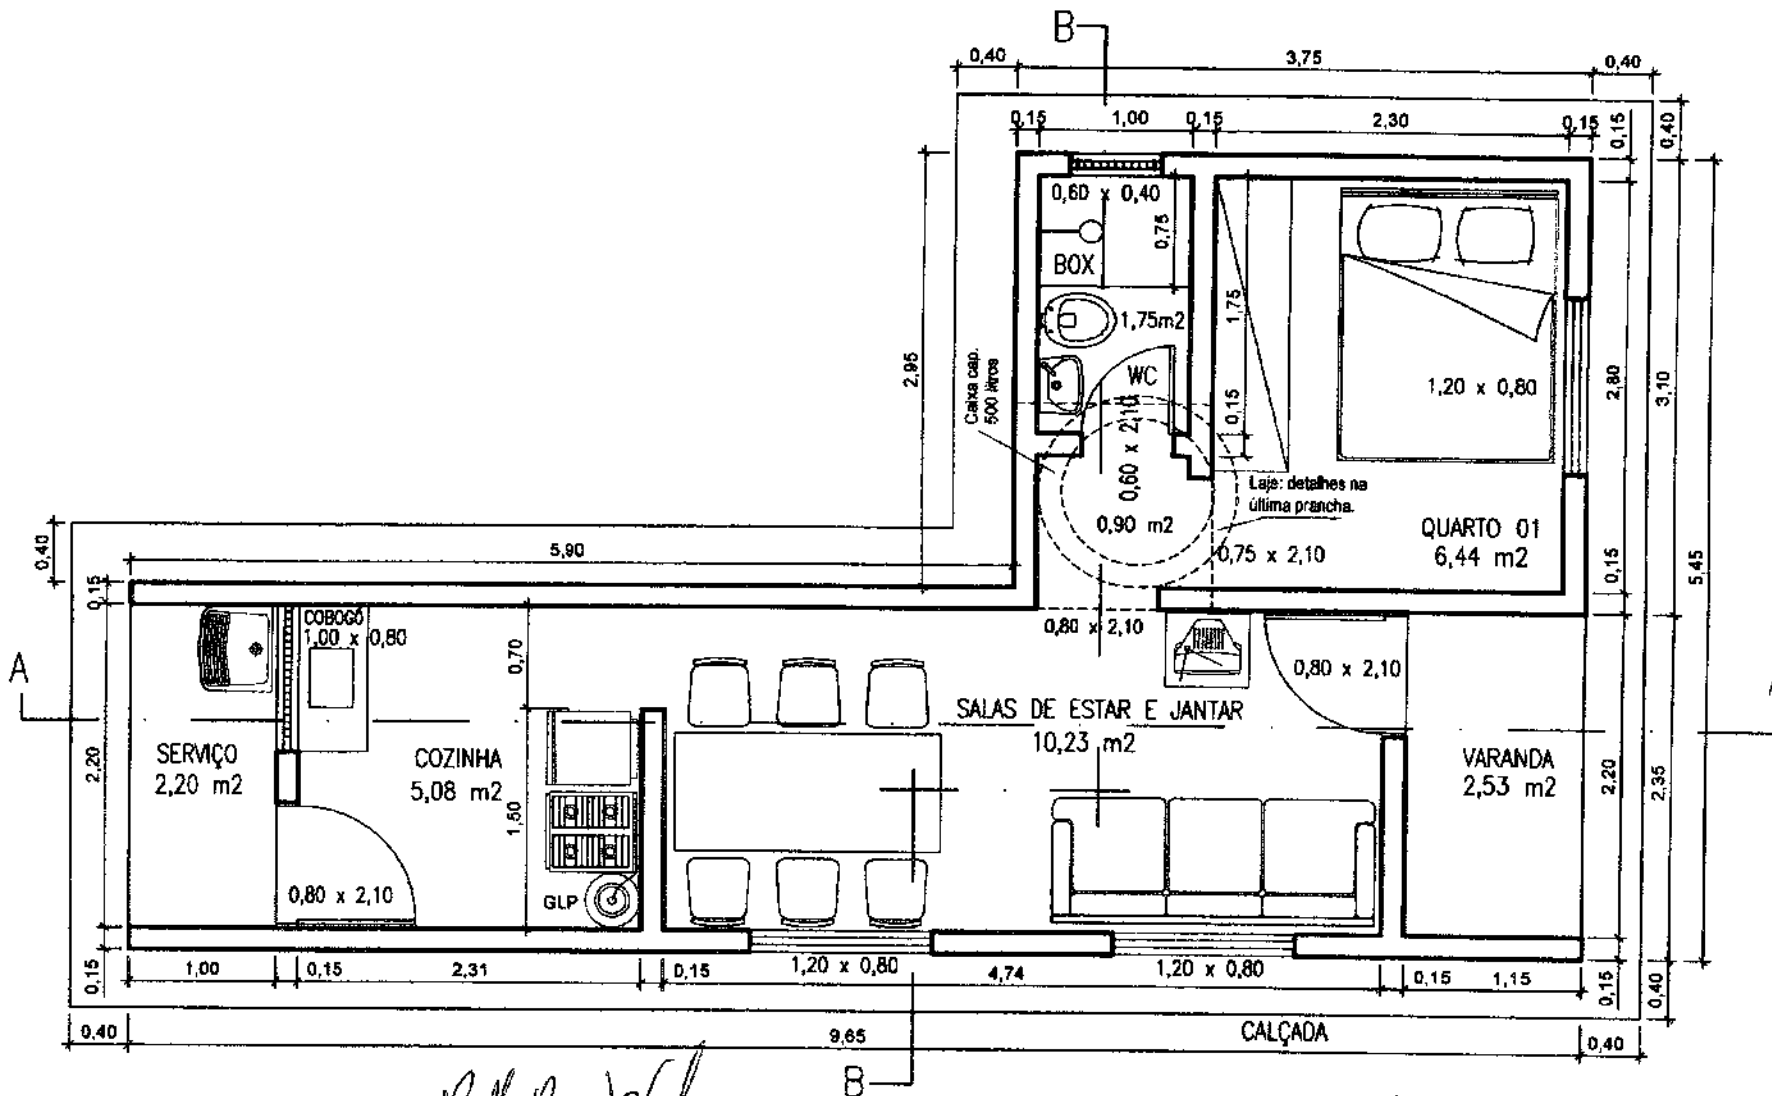 B
0,40
3,75
0,40
0,15
1,00
0,15
2,30
0,15
0,15
0,40
0,60 x 0,40
0,75
BOX
1,75m2
1,75
2,95
Caixa cap.
500 litros
WC
0,15
0,60 x 2,10
1,20 x 0,80
2,80
3,10
Laje: detalhes na
última prancha.
0,90 m2
QUARTO 01
6,44 m2
0,75 x 2,10
0,40
5,90
0,15
0,15
5,45
COBOGÓ
1,00 x 0,80
0,70
0,80 x 2,10
0,80 x 2,10
A
SALAS DE ESTAR E JANTAR
10,23 m2
SERVIÇO
2,20 m2
COZINHA
5,08 m2
VARANDA
2,53 m2
2,20
2,20
2,35
1,50
0,80 x 2,10
GLP
0,15
1,00
0,15
2,31
0,15
1,20 x 0,80
4,74
1,20 x 0,80
0,15
1,15
0,15
0,40
0,40
9,65
CALÇADA
0,40
B